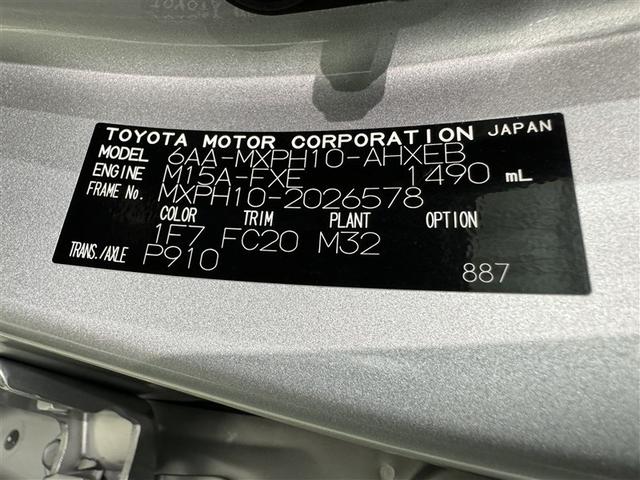 TOYOTA MOTOR CORPORATION JAPAN
MODEL 6AA-MXPH10-AHXEB
ENGINE M15A-FXE 1490 mL
FRAME No. MXPH10-2026578
COLOR TRIM PLANT OPTION
1F7 FC20 M32
TRANS./AXLE P910
887